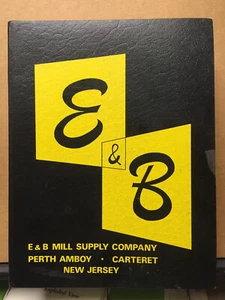 E
&
B
E & B MILL SUPPLY COMPANY
PERTH AMBOY · CARTERET
NEW JERSEY